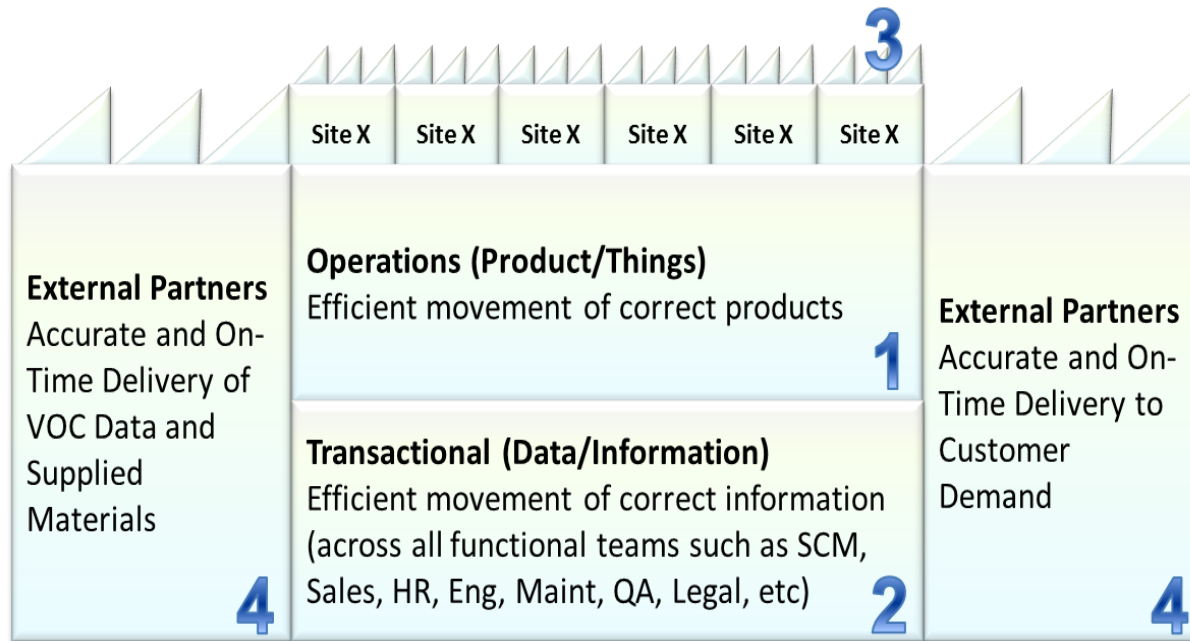 3
Site X
Site X
Site X
Site X
Site X
Site X
External Partners
Accurate and On-
Time Delivery of
VOC Data and
Supplied
Materials
4
Operations (Product/Things)
Efficient movement of correct products
1
Transactional (Data/Information)
Efficient movement of correct information
(across all functional teams such as SCM,
Sales, HR, Eng, Maint, QA, Legal, etc)
2
External Partners
Accurate and On-
Time Delivery to
Customer
Demand
4